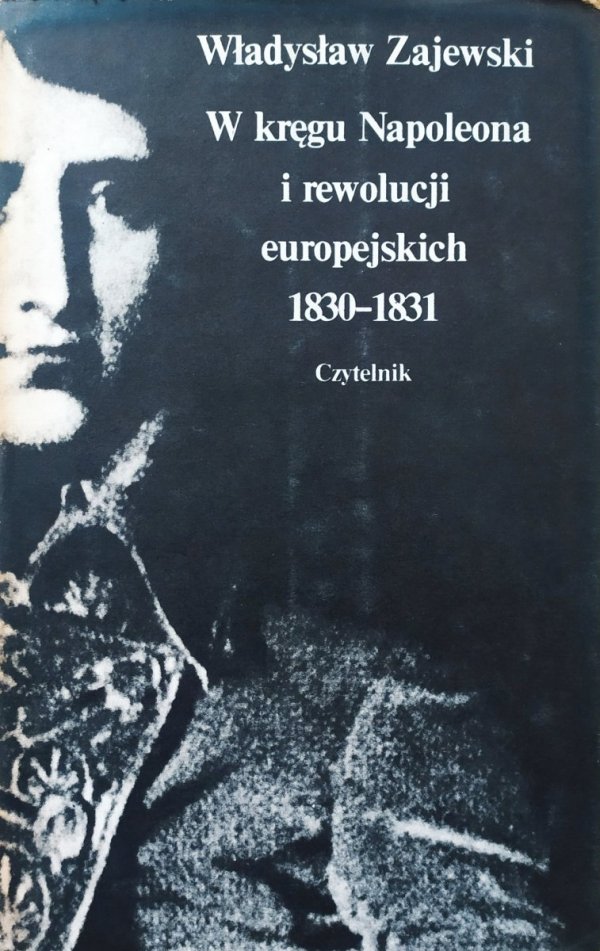 Władysław Zajewski
W kręgu Napoleona
i rewolucji
europejskich
1830–1831
Czytelnik